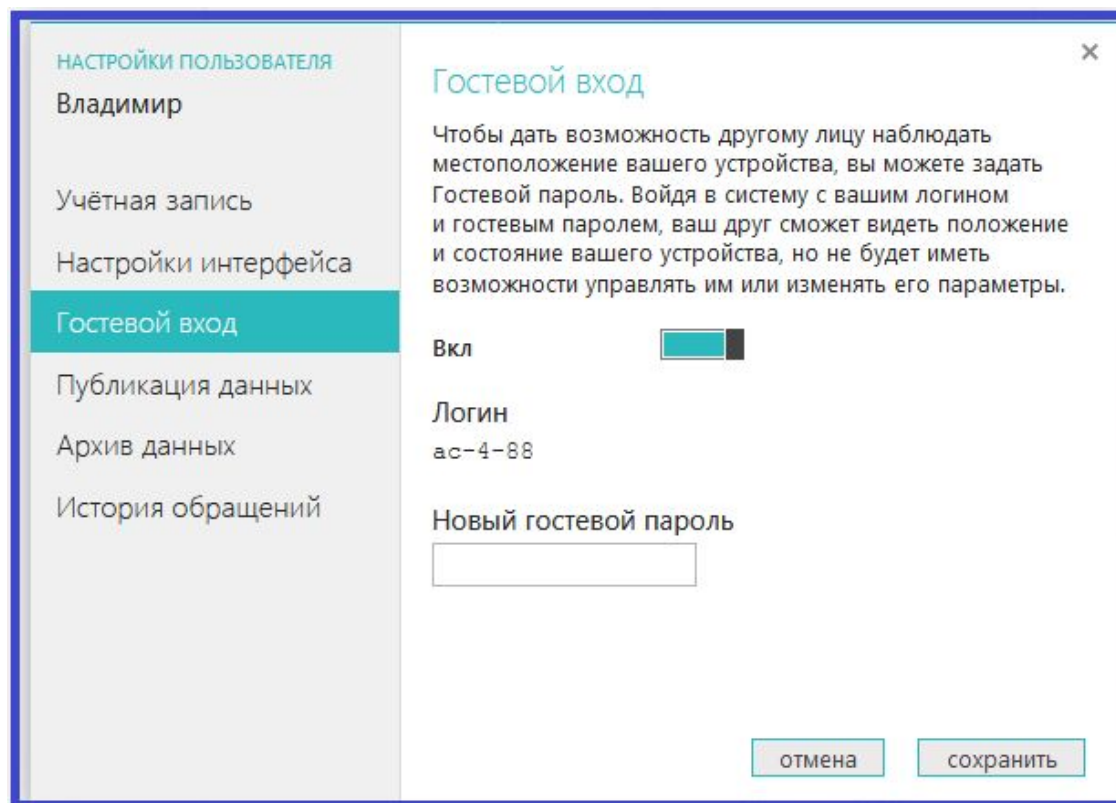 НАСТРОЙКИ ПОЛЬЗОВАТЕЛЯ
Владимир
Учётная запись
Настройки интерфейса
Гостевой вход
Публикация данных
Архив данных
История обращений
Гостевой вход
Чтобы дать возможность другому лицу наблюдать
местоположение вашего устройства, вы можете задать
Гостевой пароль. Войдя в систему с вашим логином
и гостевым паролем, ваш друг сможет видеть положение
и состояние вашего устройства, но не будет иметь
возможности управлять им или изменять его параметры.
Вкл
Логин
ac-4-88
Новый гостевой пароль
отмена
сохранить